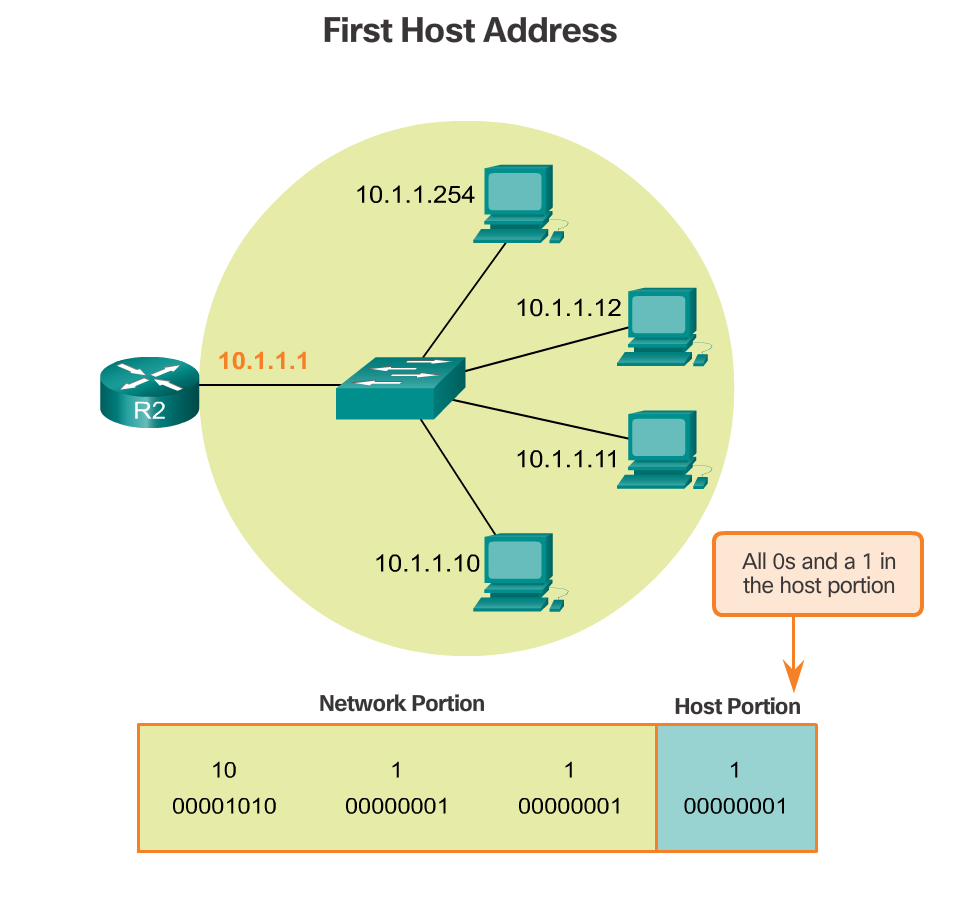 First Host Address
10.1.1.254
10.1.1.12
10.1.1.1
R2
10.1.1.11
10.1.1.10
All 0s and a 1 in
the host portion
Network Portion
Host Portion
10 1 1 1
00001010 00000001 00000001 00000001